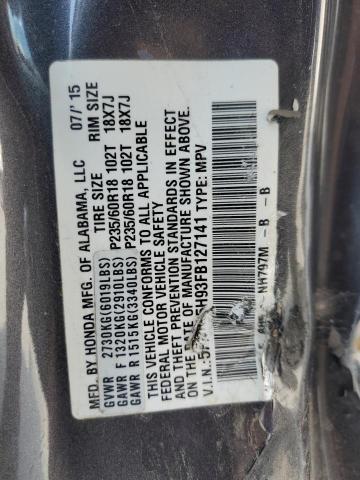 MFD. BY HONDA MFG. OF ALABAMA, LLC 07/'15
TIRE SIZE RIM SIZE
GVWR 2730KG(6019LBS)
GAWR F 1320KG(2910LBS) P235/60R18 102T 18X7J
GAWR R 1515KG(3340LBS) P235/60R18 102T 18X7J
THIS VEHICLE CONFORMS TO ALL APPLICABLE
FEDERAL MOTOR VEHICLE SAFETY
AND THEFT PREVENTION STANDARDS IN EFFECT
ON THE DATE OF MANUFACTURE SHOWN ABOVE.
V.I.N.: H93FB127141 TYPE: MPV
NH797M - B - B